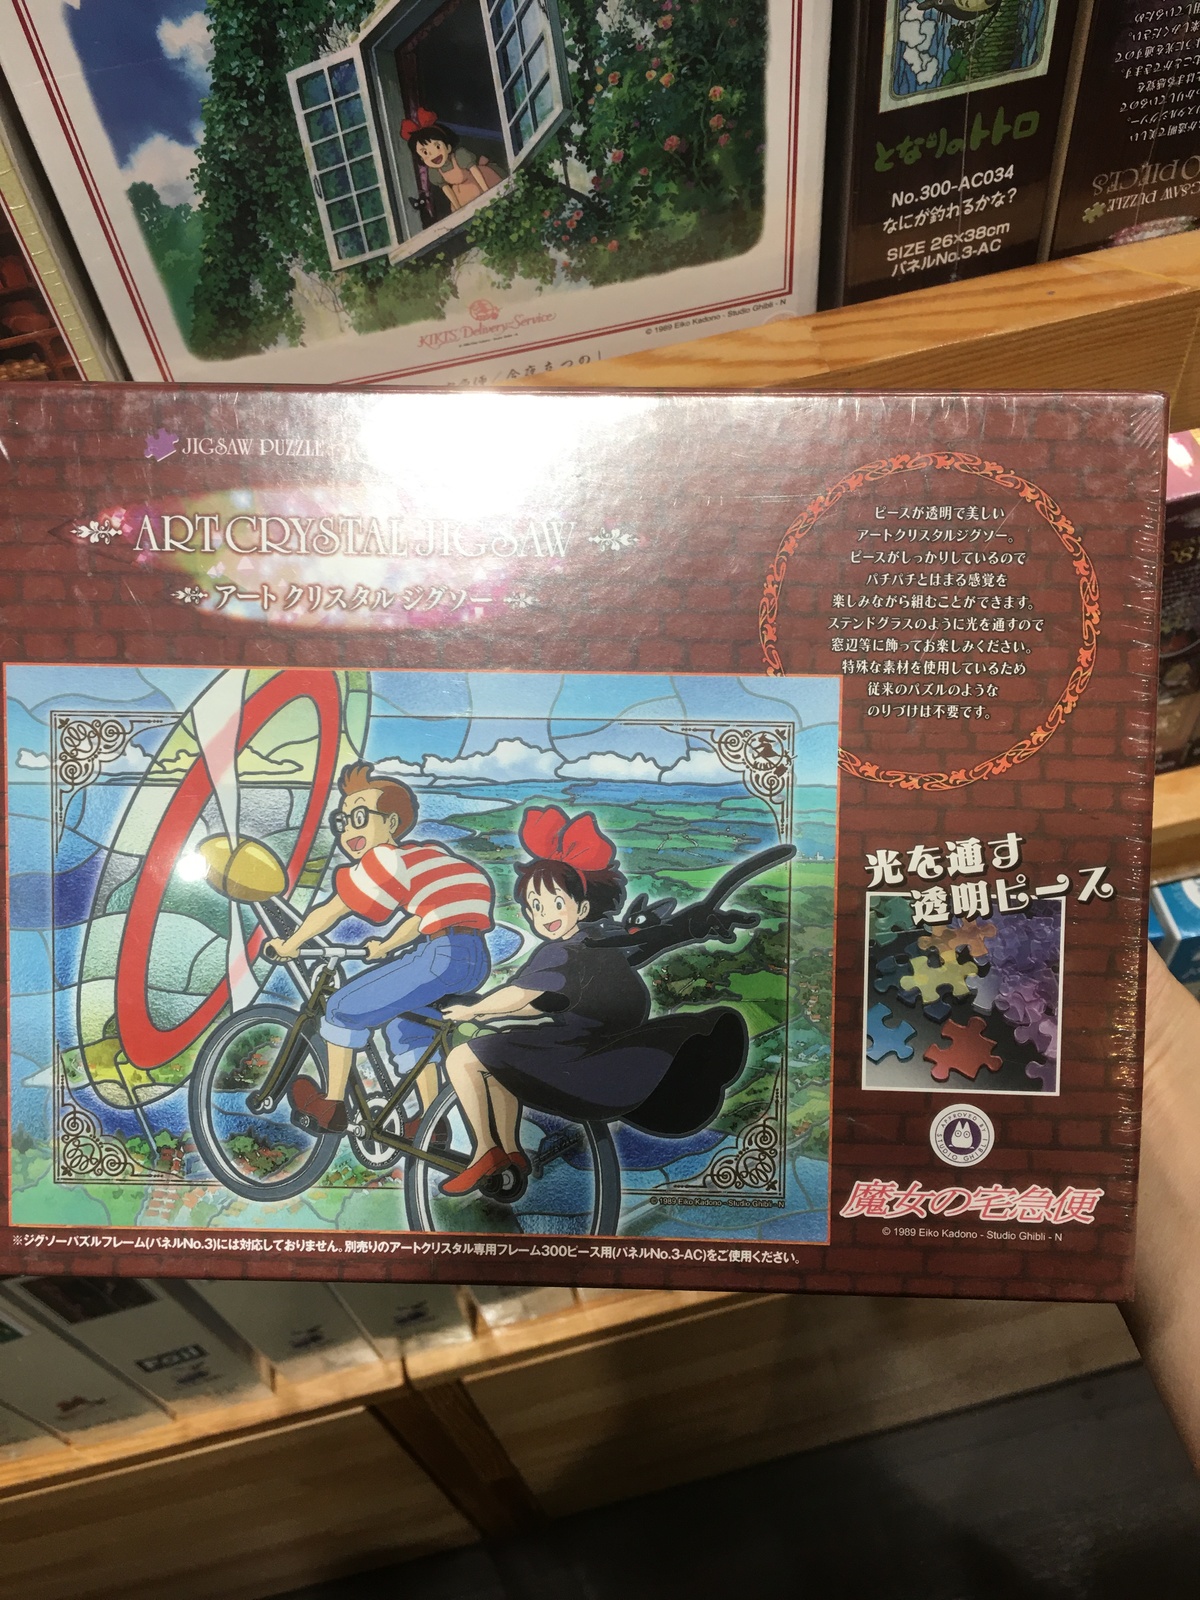 KIKI'S Delivery Service
© 1989 Eiko Kadono - Studio Ghibli - N
となりのトトロ
No.300-AC034
なにが釣れるかな?
SIZE 26×38cm
パネルNo.3-AC
JIGSAW PUZZLE
ART CRYSTAL JIGSAW
アートクリスタルジグソー
ピースが透明で美しい
アートクリスタルジグソー。
ピースがしっかりしているので
パチパチとはまる感覚を
楽しみながら組むことができます。
ステンドグラスのように光を通すので
窓辺等に飾ってお楽しみください。
特殊な素材を使用しているため
従来のパズルのような
のりづけは不要です。
KIKI
光を通す
透明ピース
APPROVED BY STUDIO GHIBLI
魔女の宅急便
© 1989 Eiko Kadono - Studio Ghibli - N
© 1989 Eiko Kadono - Studio Ghibli - N
※ジグソーパズルフレーム(パネルNo.3)には対応しておりません。別売りのアートクリスタル専用フレーム300ピース用(パネルNo.3-AC)をご使用ください。